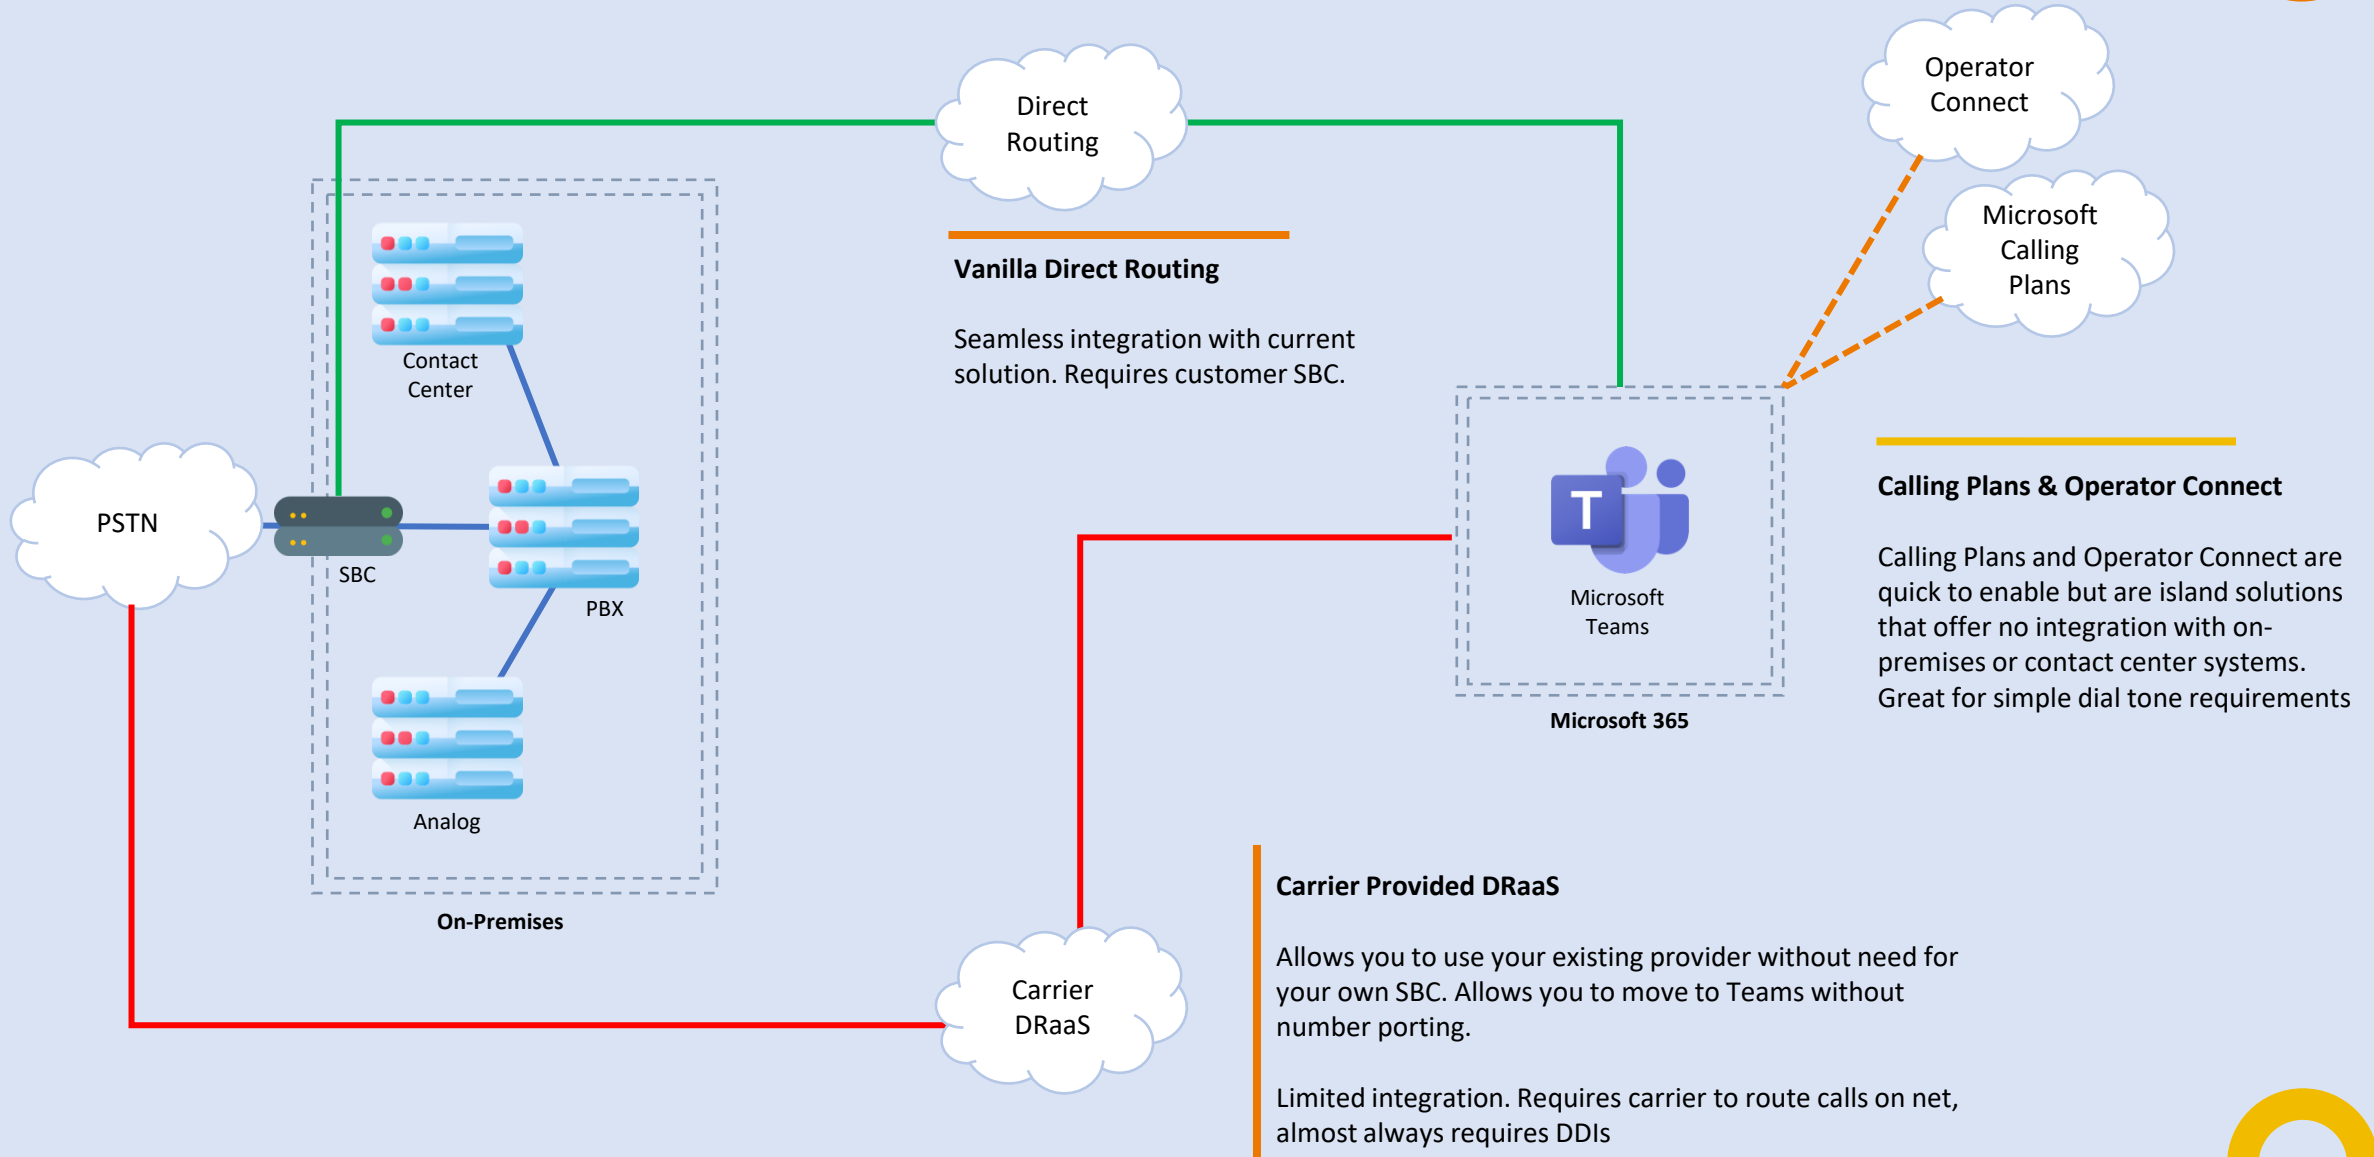 Operator
Connect
Direct
Routing
Microsoft
Calling
Plans
Vanilla Direct Routing
Seamless integration with current
solution. Requires customer SBC.
Contact
Center
PSTN
SBC
PBX
Analog
On-Premises
T
Microsoft
Teams
Microsoft 365
Calling Plans & Operator Connect
Calling Plans and Operator Connect are
quick to enable but are island solutions
that offer no integration with on-
premises or contact center systems.
Great for simple dial tone requirements
Carrier
DRaaS
Carrier Provided DRaaS
Allows you to use your existing provider without need for
your own SBC. Allows you to move to Teams without
number porting.
Limited integration. Requires carrier to route calls on net,
almost always requires DDIs